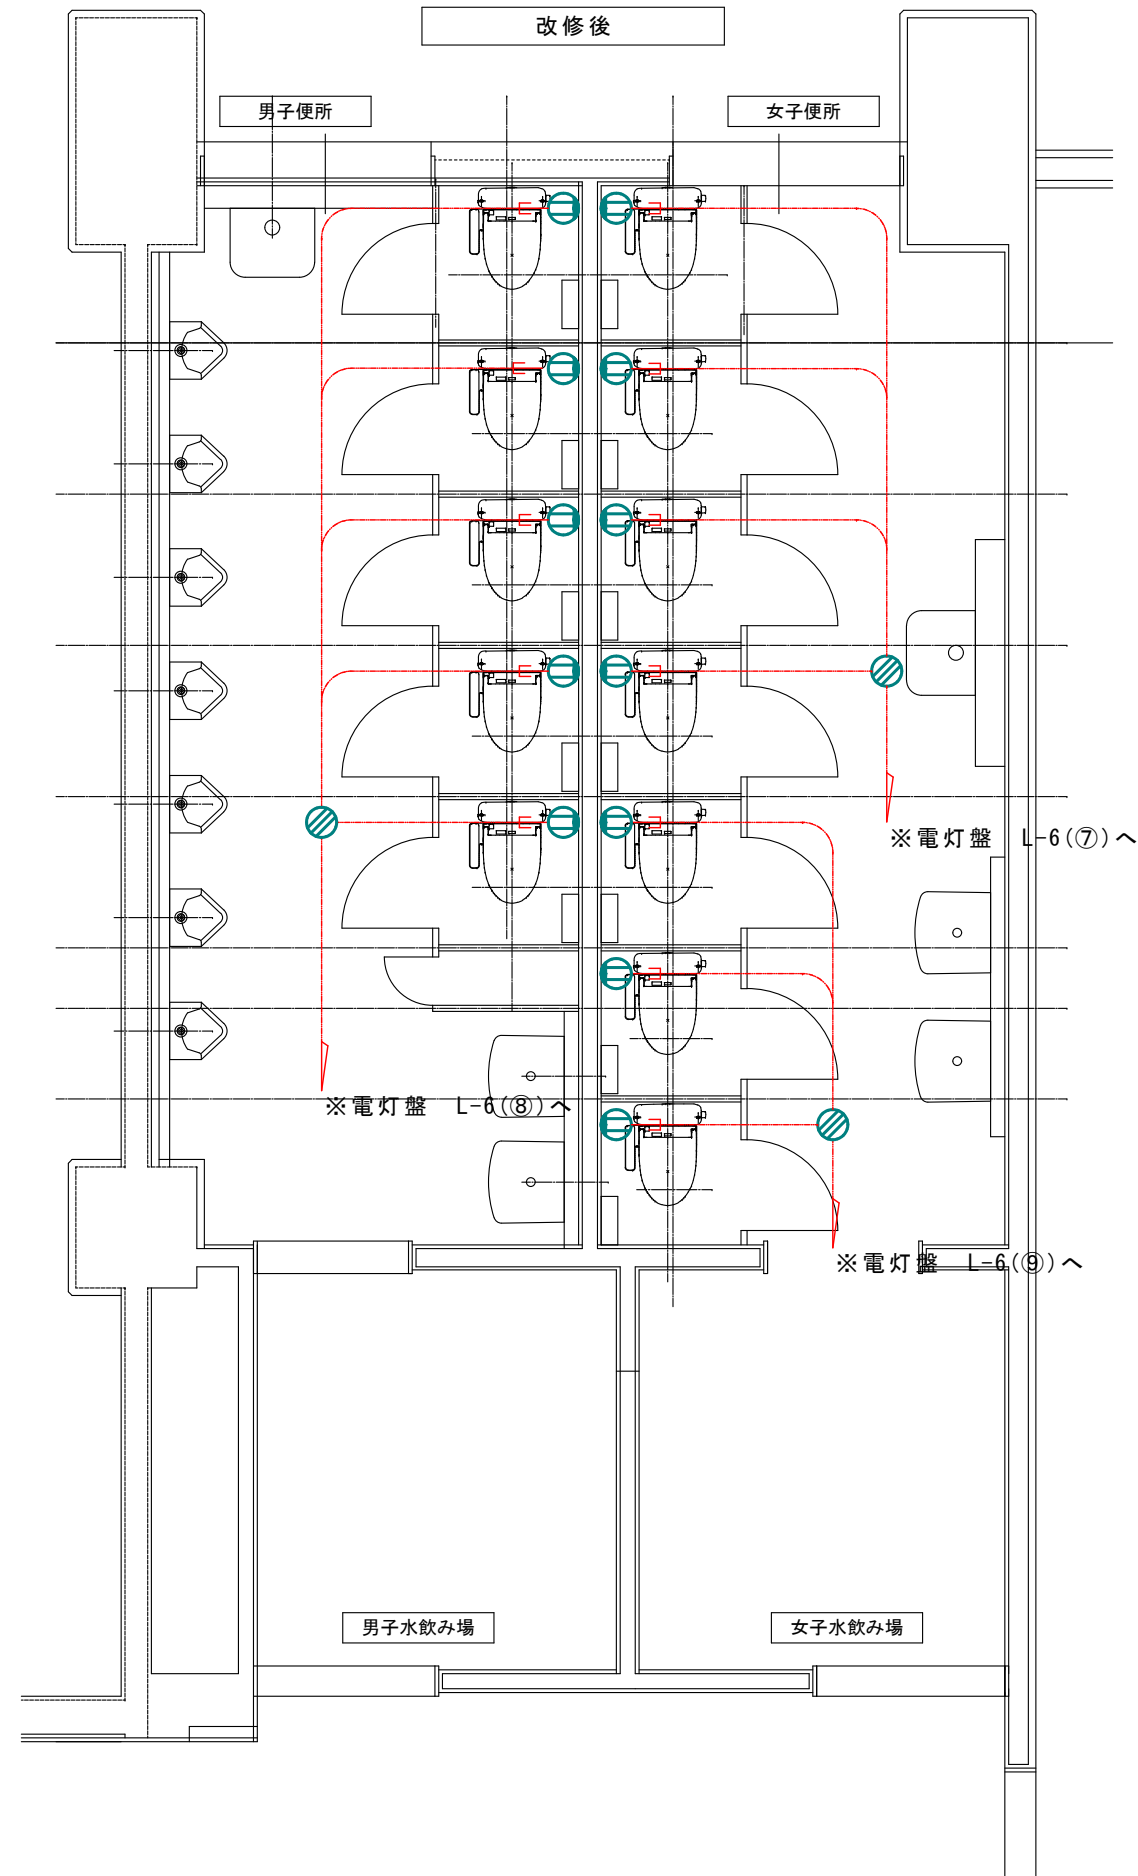 改修後
男子便所
女子便所
※電灯盤　L-6(⑦)へ
※電灯盤　L-6(⑧)へ
※電灯盤　L-6(⑨)へ
男子水飲み場
女子水飲み場